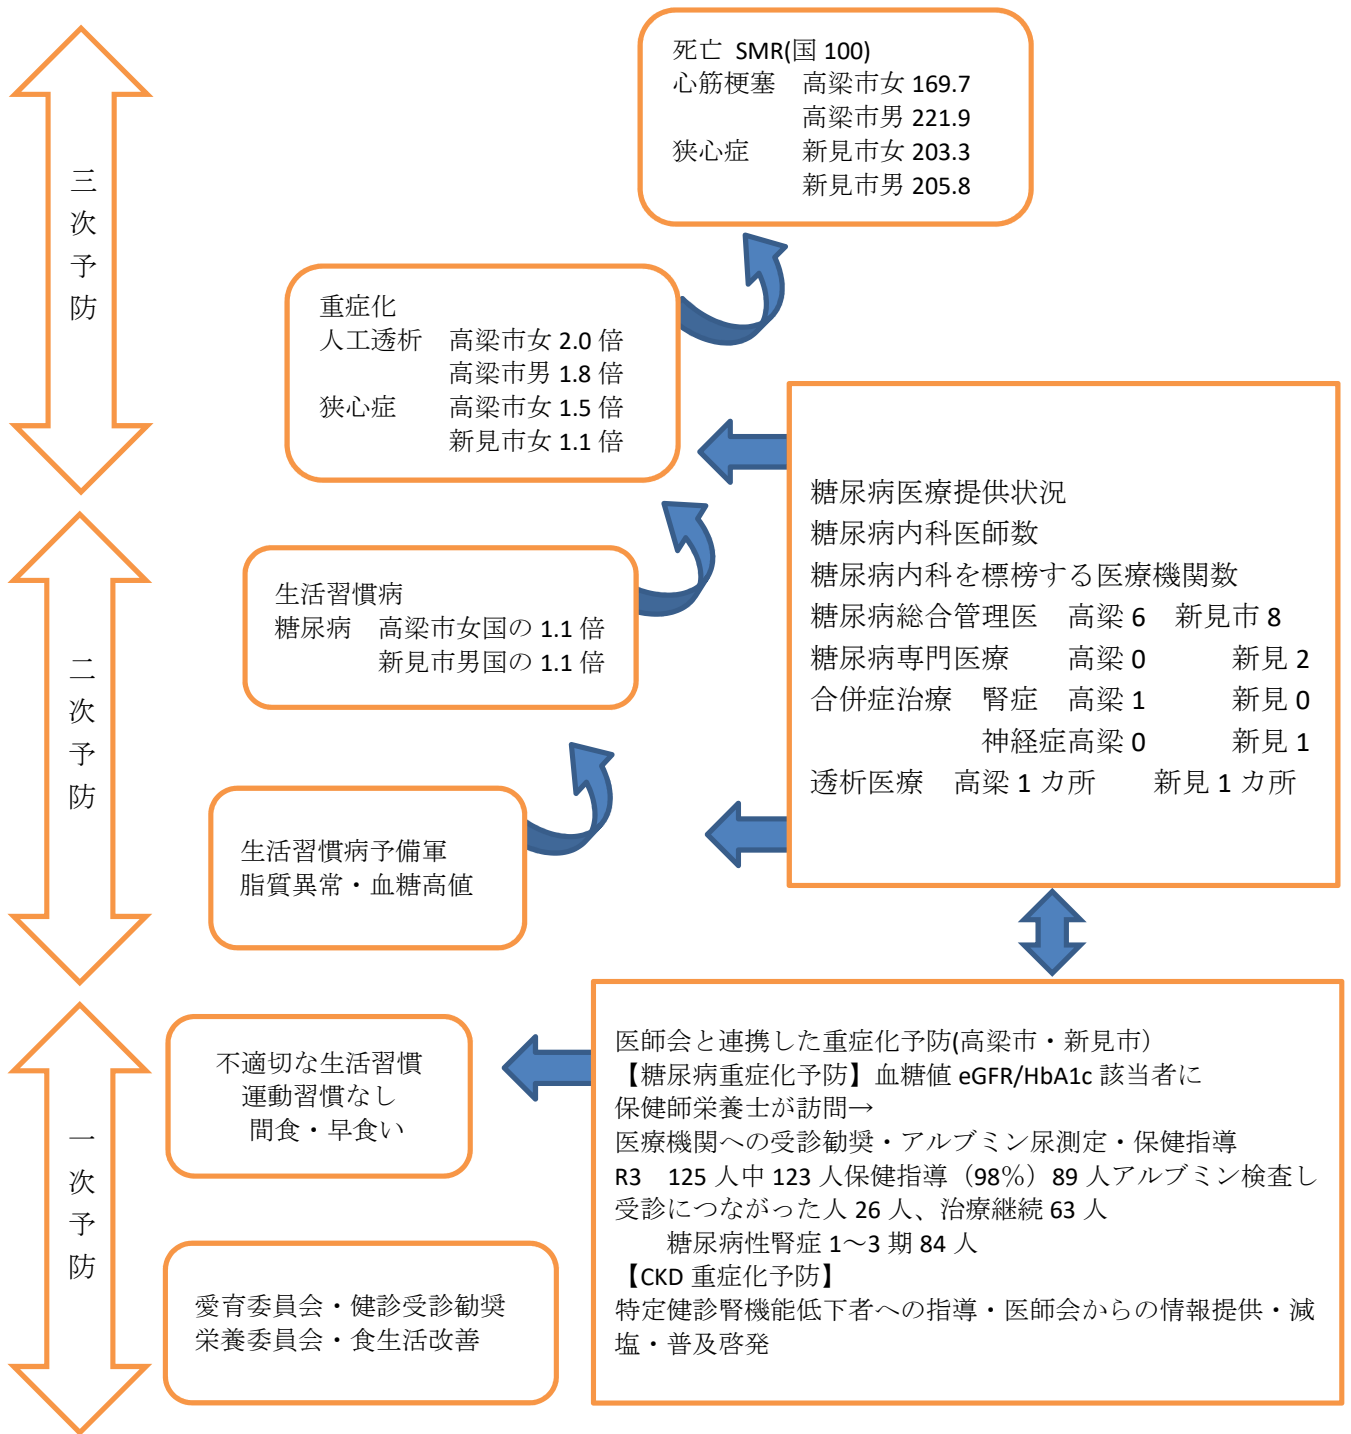 三次予防
死亡 SMR(国 100)
心筋梗塞　高梁市女 169.7
高梁市男 221.9
狭心症　　新見市女 203.3
新見市男 205.8
重症化
人工透析　高梁市女 2.0 倍
高梁市男 1.8 倍
狭心症　　高梁市女 1.5 倍
新見市女 1.1 倍
二次予防
生活習慣病
糖尿病　高梁市女国の 1.1 倍
新見市男国の 1.1 倍
生活習慣病予備軍
脂質異常・血糖高値
糖尿病医療提供状況
糖尿病内科医師数
糖尿病内科を標榜する医療機関数
糖尿病総合管理医　高梁 6　新見市 8
糖尿病専門医療　　高梁 0　　　新見 2
合併症治療　腎症　高梁 1　　　新見 0
神経症高梁 0　　　新見 1
透析医療　高梁 1 カ所　　新見 1 カ所
一次予防
不適切な生活習慣
運動習慣なし
間食・早食い
愛育委員会・健診受診勧奨
栄養委員会・食生活改善
医師会と連携した重症化予防(高梁市・新見市）
【糖尿病重症化予防】血糖値 eGFR/HbA1c 該当者に
保健師栄養士が訪問→
医療機関への受診勧奨・アルブミン尿測定・保健指導
R3　125 人中 123 人保健指導（98％）89 人アルブミン検査し
受診につながった人 26 人、治療継続 63 人
糖尿病性腎症 1～3 期 84 人
【CKD 重症化予防】
特定健診腎機能低下者への指導・医師会からの情報提供・減
塩・普及啓発